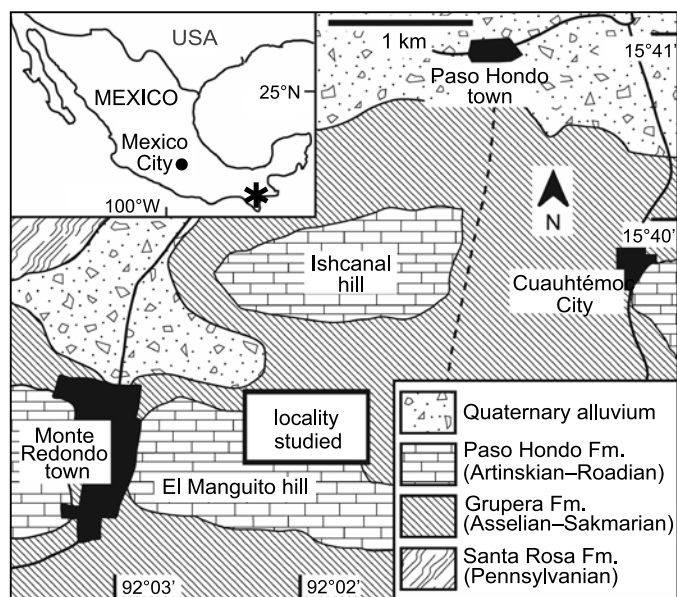 USA
MEXICO
25°N
Mexico
City
100°W
1 km
15°41'
Paso Hondo
town
N
15°40'
Ishcanal
hill
Cuauhtémoc
City
locality
studied
Monte
Redondo
town
El Manguito hill
92°03'
92°02'
Quaternary alluvium
Paso Hondo Fm.
(Artinskian–Roadian)
Grupera Fm.
(Asselian–Sakmarian)
Santa Rosa Fm.
(Pennsylvanian)